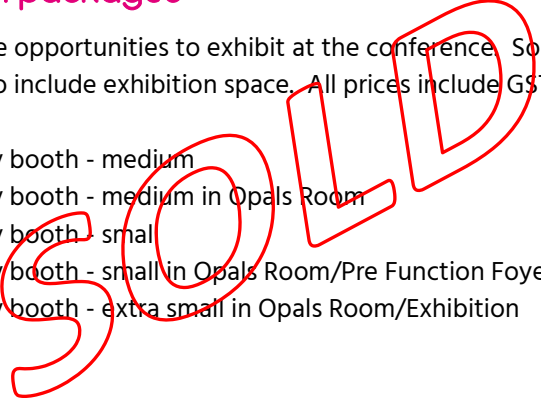 packages
e opportunities to exhibit at the conference. So
o include exhibition space. All prices include GST
y booth - medium
y booth - medium in Opals Room
y booth - small
y booth - small in Opals Room/Pre Function Foye
y booth - extra small in Opals Room/Exhibition
SOLD